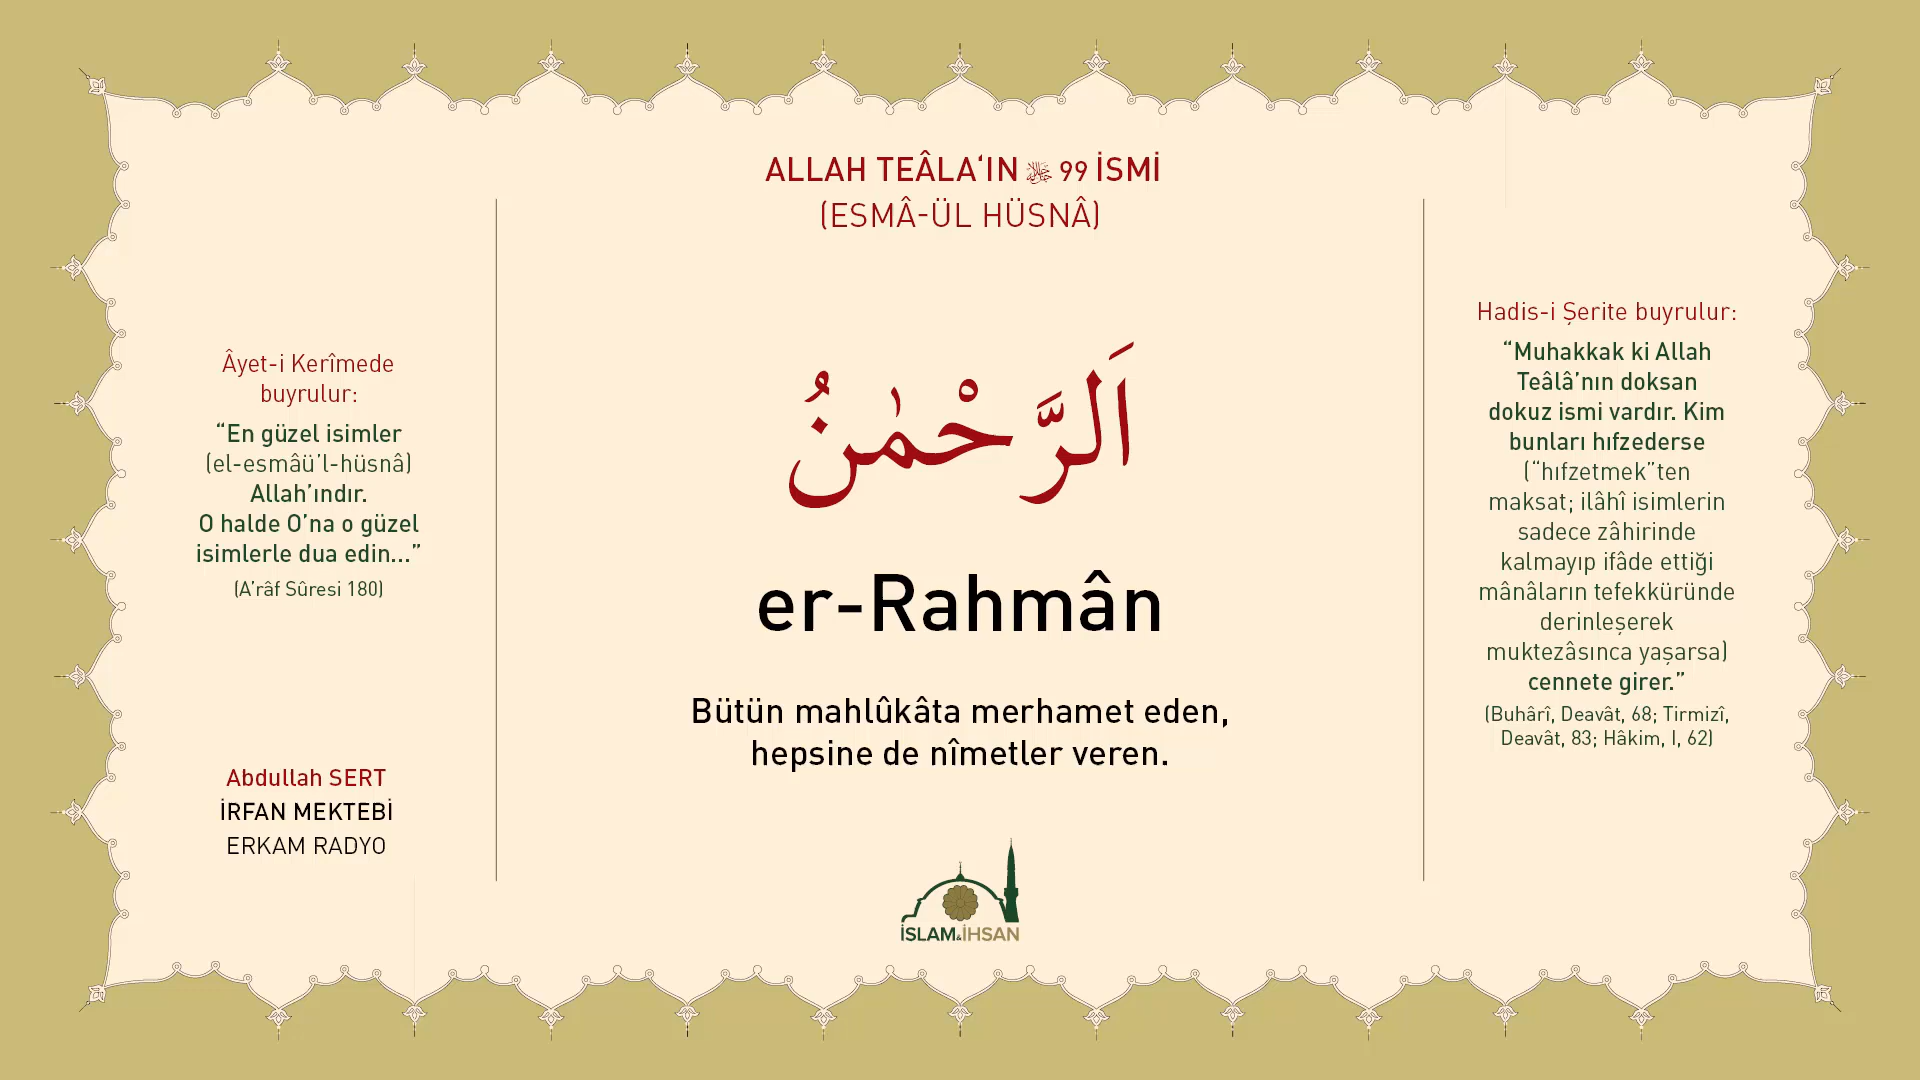 ALLAH TEÂLA‘IN ﷻ 99 İSMİ
(ESMÂ-ÜL HÜSNÂ)
Âyet-i Kerîmede
buyrulur:
“En güzel isimler
(el-esmâü’l-hüsnâ)
Allah’ındır.
O halde O’na o güzel
isimlerle dua edin...”
(A’râf Sûresi 180)
Abdullah SERT
İRFAN MEKTEBİ
ERKAM RADYO
اَلرَّحْمٰنُ
er-Rahmân
Bütün mahlûkâta merhamet eden,
hepsine de nîmetler veren.
İSLAM&İHSAN
Hadis-i Şerite buyrulur:
“Muhakkak ki Allah
Teâlâ’nın doksan
dokuz ismi vardır. Kim
bunları hıfzederse
(“hıfzetmek”ten
maksat; ilâhî isimlerin
sadece zâhirinde
kalmayıp ifâde ettiği
mânâların tefekküründe
derinleşerek
muktezâsınca yaşarsa)
cennete girer.”
(Buhârî, Deavât, 68; Tirmizî,
Deavât, 83; Hâkim, I, 62)